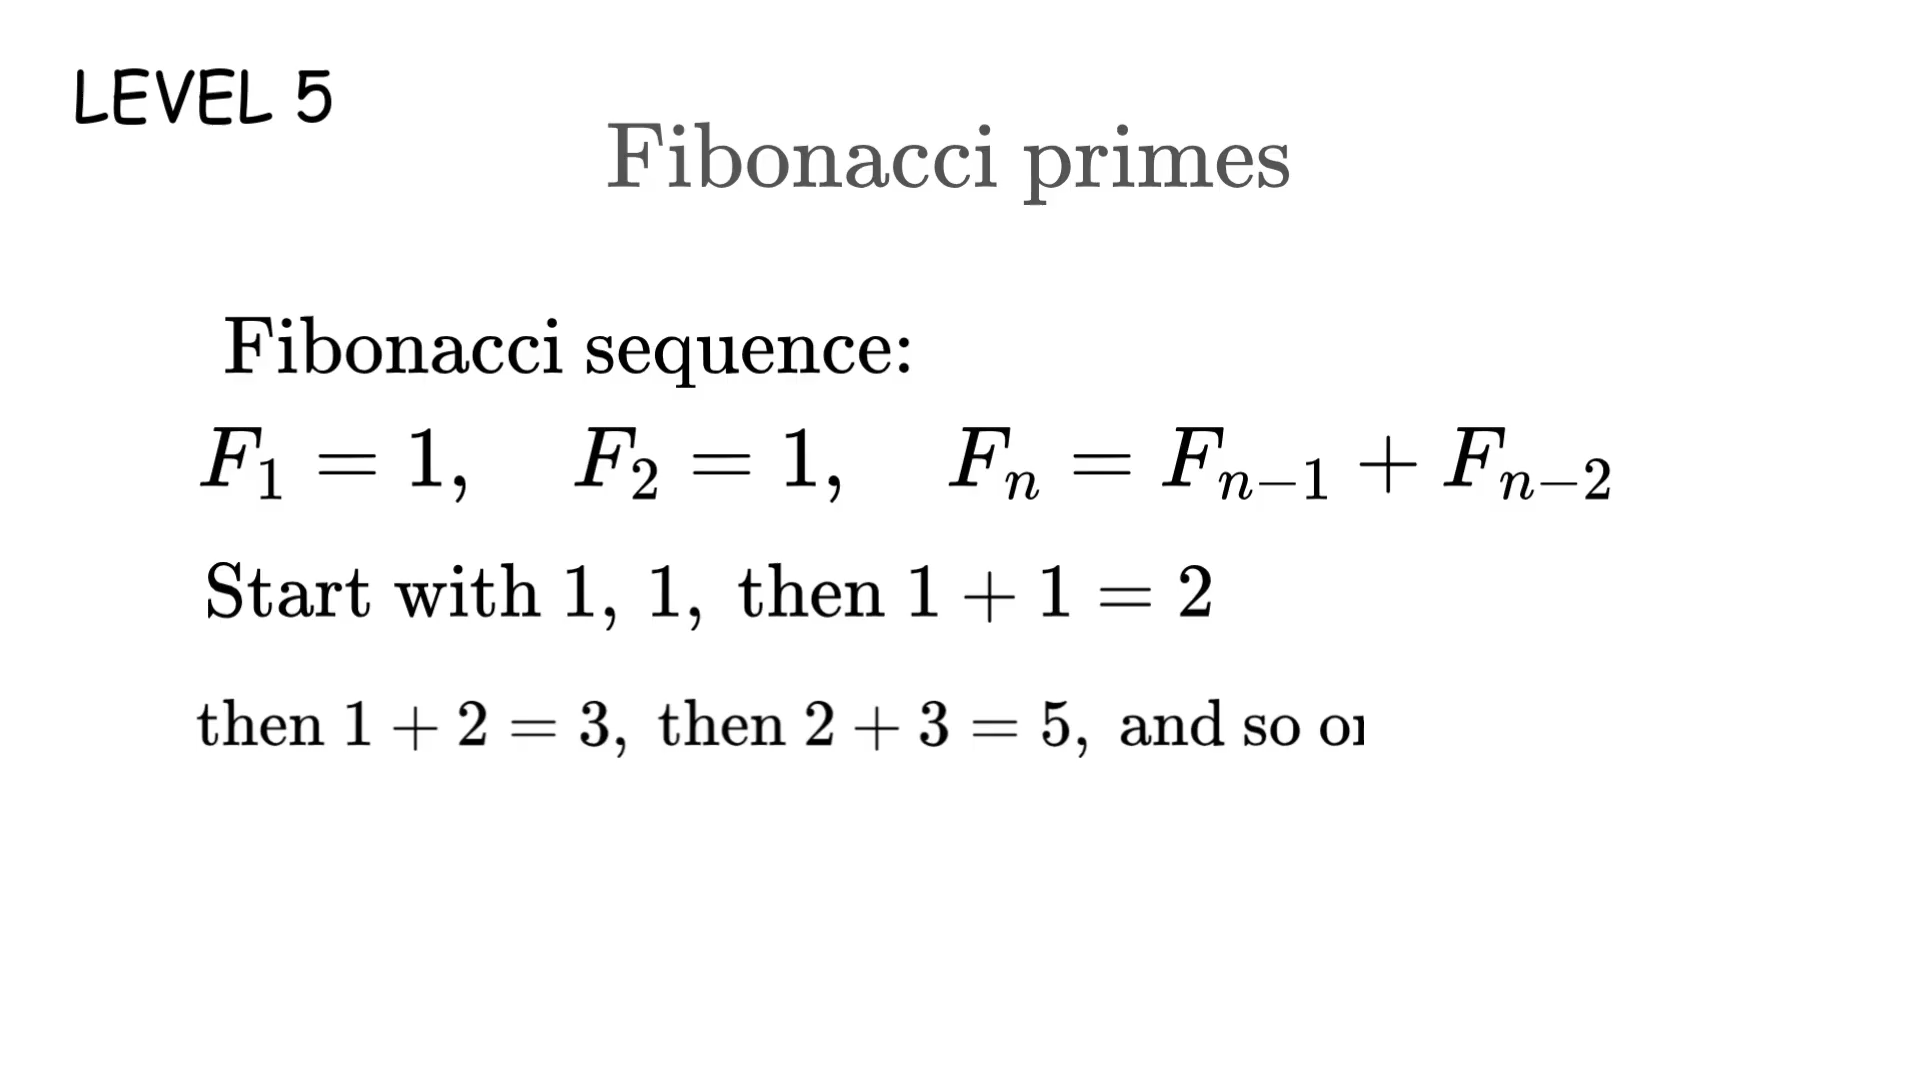 LEVEL 5
Fibonacci primes
Fibonacci sequence:
F₁ = 1, F₂ = 1, Fₙ = Fₙ₋₁ + Fₙ₋₂
Start with 1, 1, then 1 + 1 = 2
then 1 + 2 = 3, then 2 + 3 = 5, and so